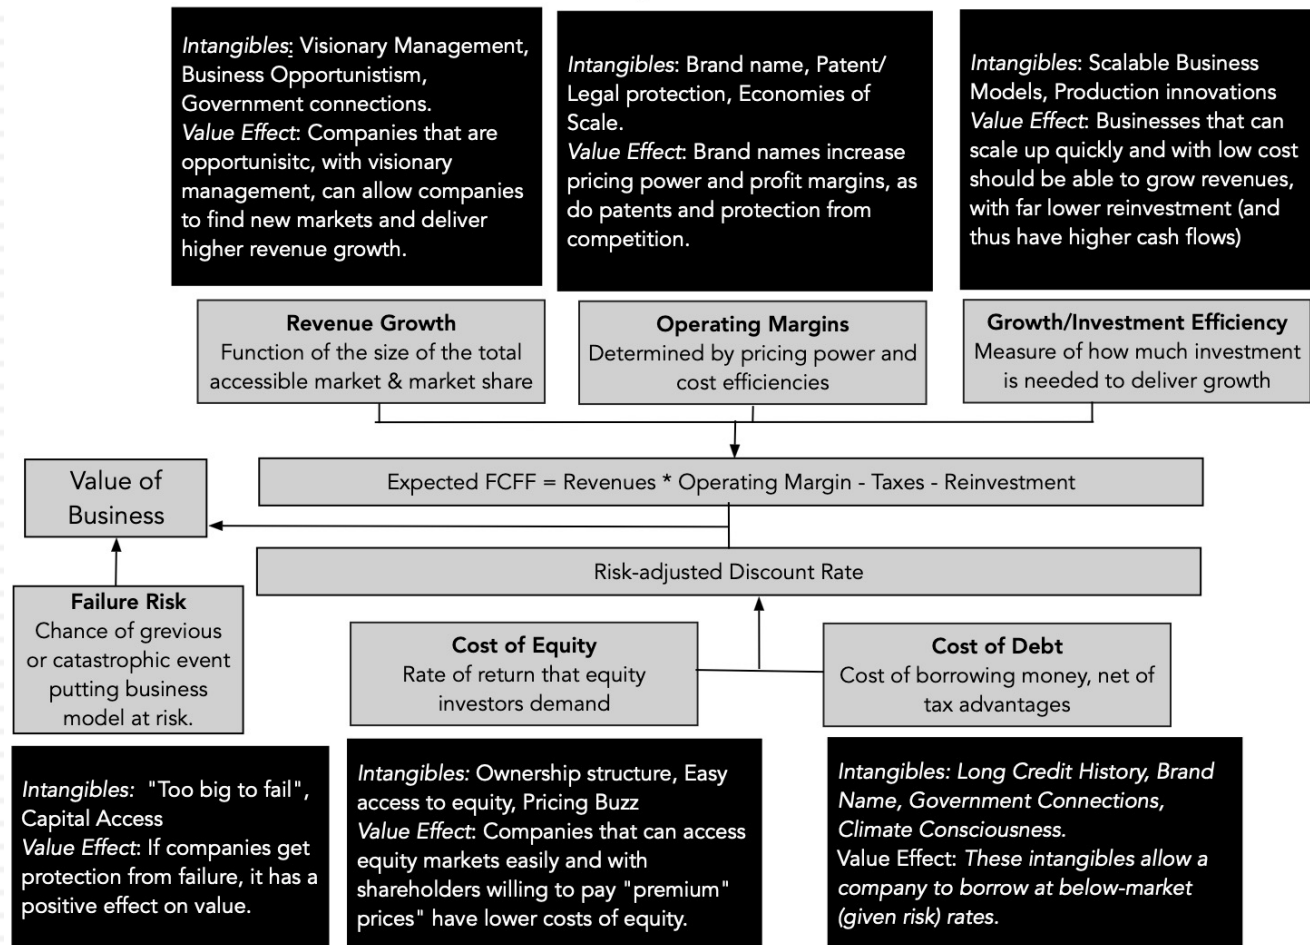 Intangibles: Visionary Management,
Business Opportunistism,
Government connections.
Value Effect: Companies that are
opportunisitc, with visionary
management, can allow companies
to find new markets and deliver
higher revenue growth.
Intangibles: Brand name, Patent/
Legal protection, Economies of
Scale.
Value Effect: Brand names increase
pricing power and profit margins, as
do patents and protection from
competition.
Intangibles: Scalable Business
Models, Production innovations
Value Effect: Businesses that can
scale up quickly and with low cost
should be able to grow revenues,
with far lower reinvestment (and
thus have higher cash flows)
Revenue Growth
Function of the size of the total
accessible market & market share
Operating Margins
Determined by pricing power and
cost efficiencies
Growth/Investment Efficiency
Measure of how much investment
is needed to deliver growth
Value of
Business
Expected FCFF = Revenues * Operating Margin - Taxes - Reinvestment
Risk-adjusted Discount Rate
Failure Risk
Chance of grevious
or catastrophic event
putting business
model at risk.
Cost of Equity
Rate of return that equity
investors demand
Cost of Debt
Cost of borrowing money, net of
tax advantages
Intangibles: "Too big to fail",
Capital Access
Value Effect: If companies get
protection from failure, it has a
positive effect on value.
Intangibles: Ownership structure, Easy
access to equity, Pricing Buzz
Value Effect: Companies that can access
equity markets easily and with
shareholders willing to pay "premium"
prices" have lower costs of equity.
Intangibles: Long Credit History, Brand
Name, Government Connections,
Climate Consciousness.
Value Effect: These intangibles allow a
company to borrow at below-market
(given risk) rates.